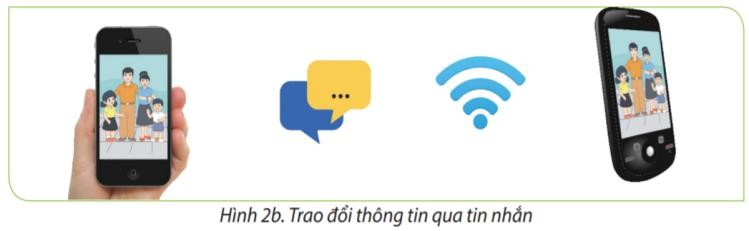 Hình 2b. Trao đổi thông tin qua tin nhắn